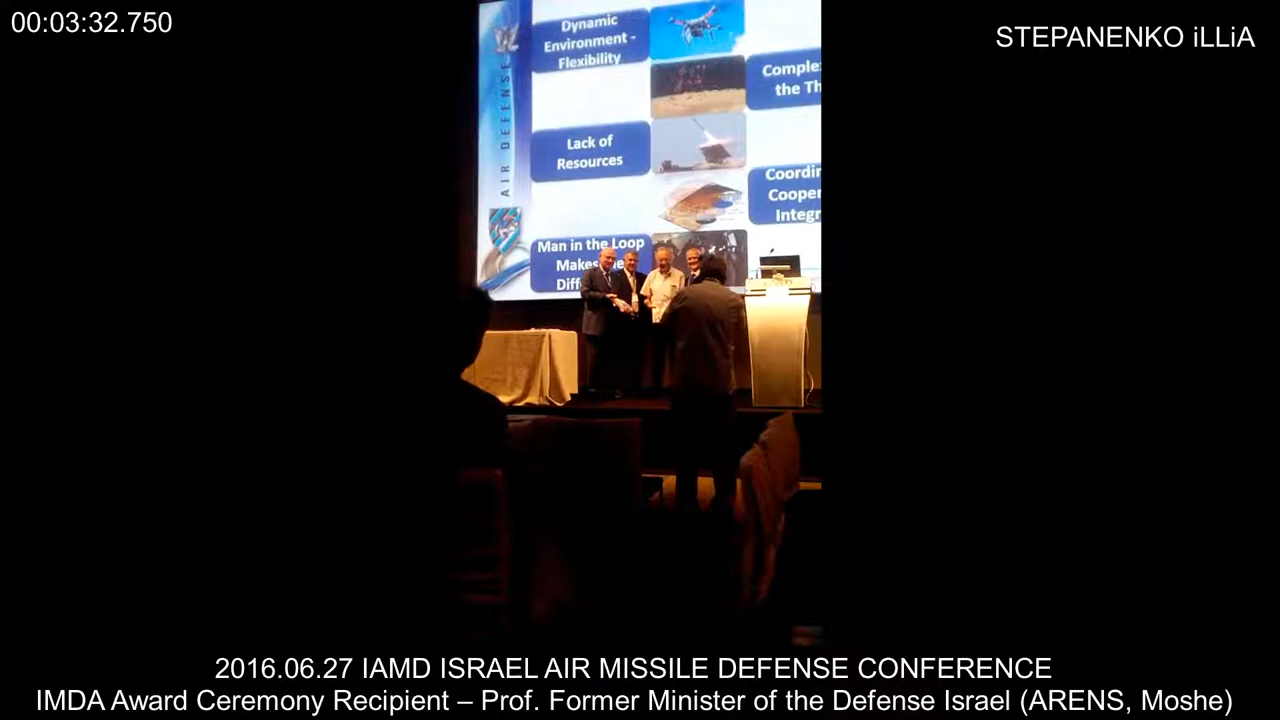 00:03:32.750
STEPANENKO iLLiA
AIR DEFENSE
Dynamic
Environment -
Flexibility
Lack of
Resources
Man in the Loop
the
2016.06.27 IAMD ISRAEL AIR MISSILE DEFENSE CONFERENCE
IMDA Award Ceremony Recipient – Prof. Former Minister of the Defense Israel (ARENS, Moshe)